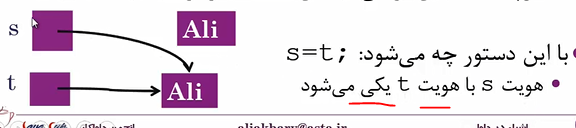 s
Ali
با این دستور چه می‌شود: s=t;
t
Ali
هویت s با هویت t یکی می‌شود